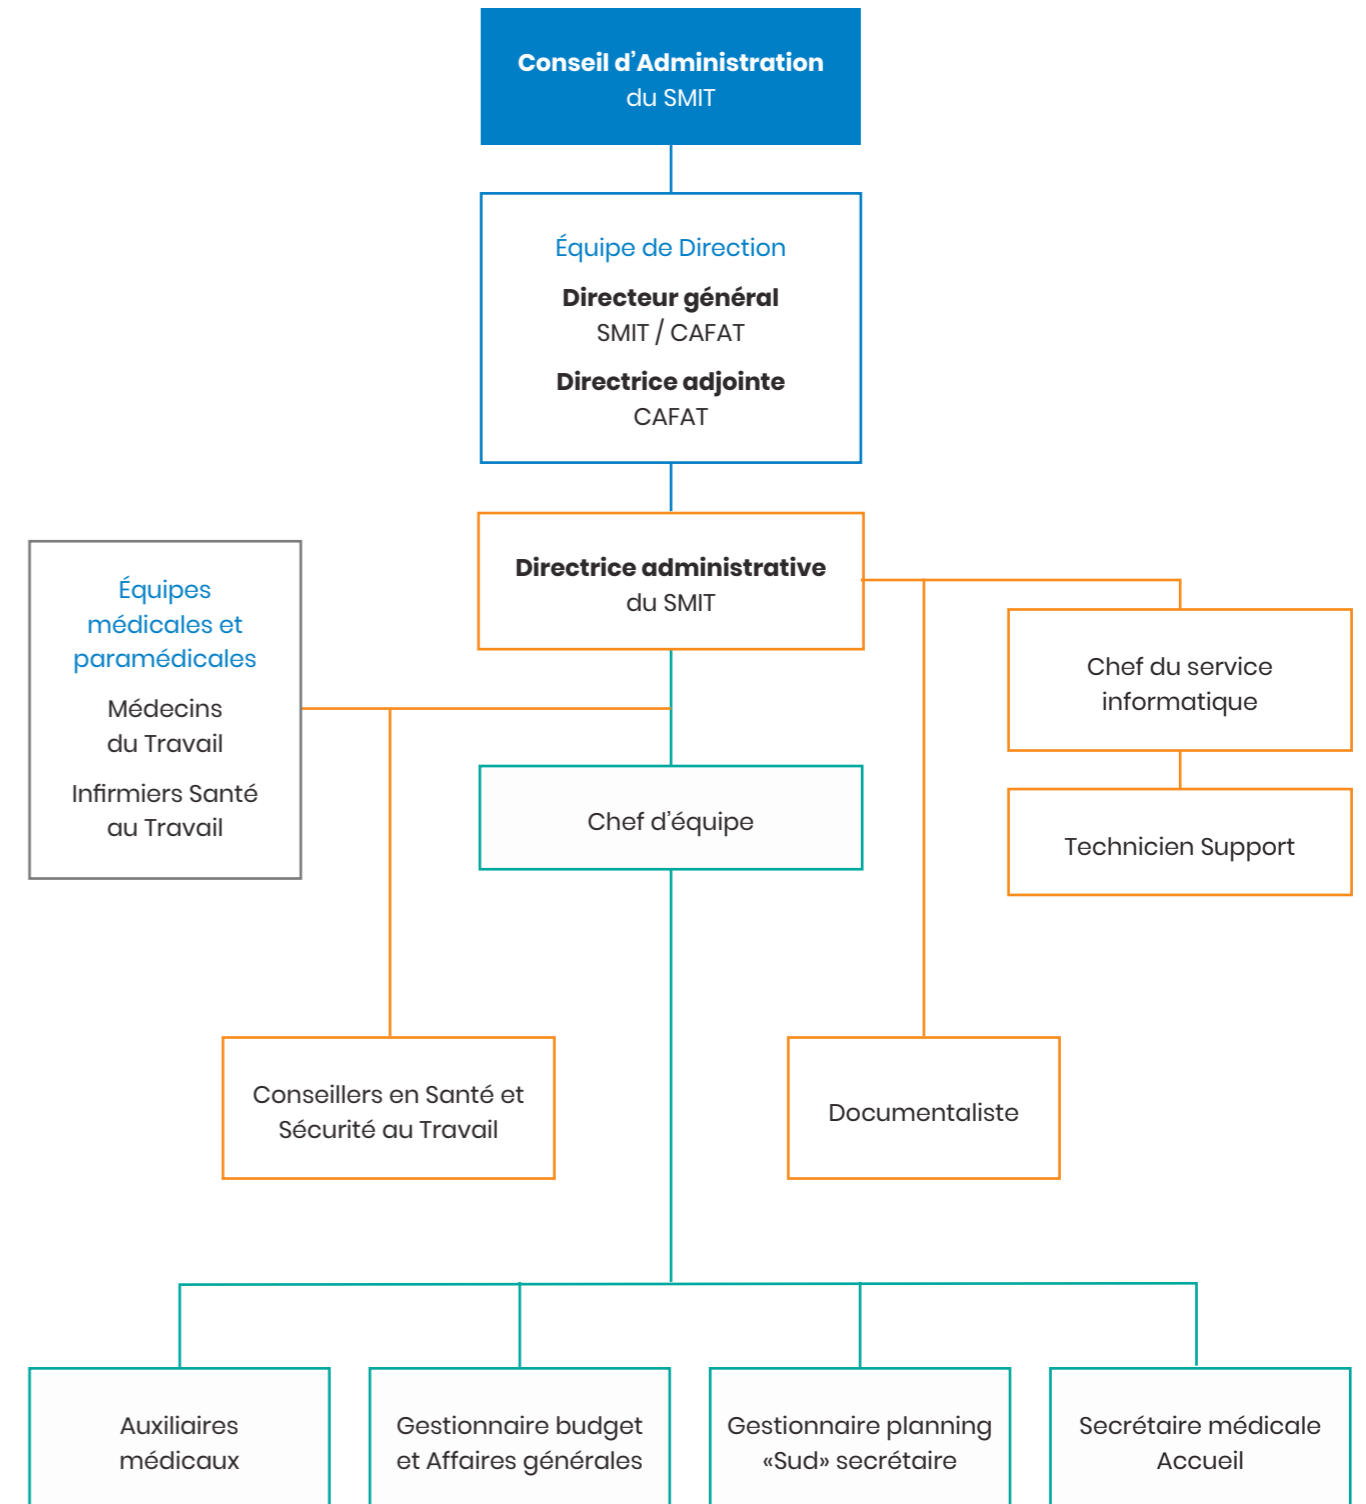 Conseil d’Administration
du SMIT
Équipe de Direction
Directeur général
SMIT / CAFAT
Directrice adjointe
CAFAT
Directrice administrative
du SMIT
Équipes
médicales et
paramédicales
Médecins
du Travail
Infirmiers Santé
au Travail
Chef du service
informatique
Technicien Support
Chef d’équipe
Conseillers en Santé et
Sécurité au Travail
Documentaliste
Auxiliaires
médicaux
Gestionnaire budget
et Affaires générales
Gestionnaire planning
«Sud» secrétaire
Secrétaire médicale
Accueil